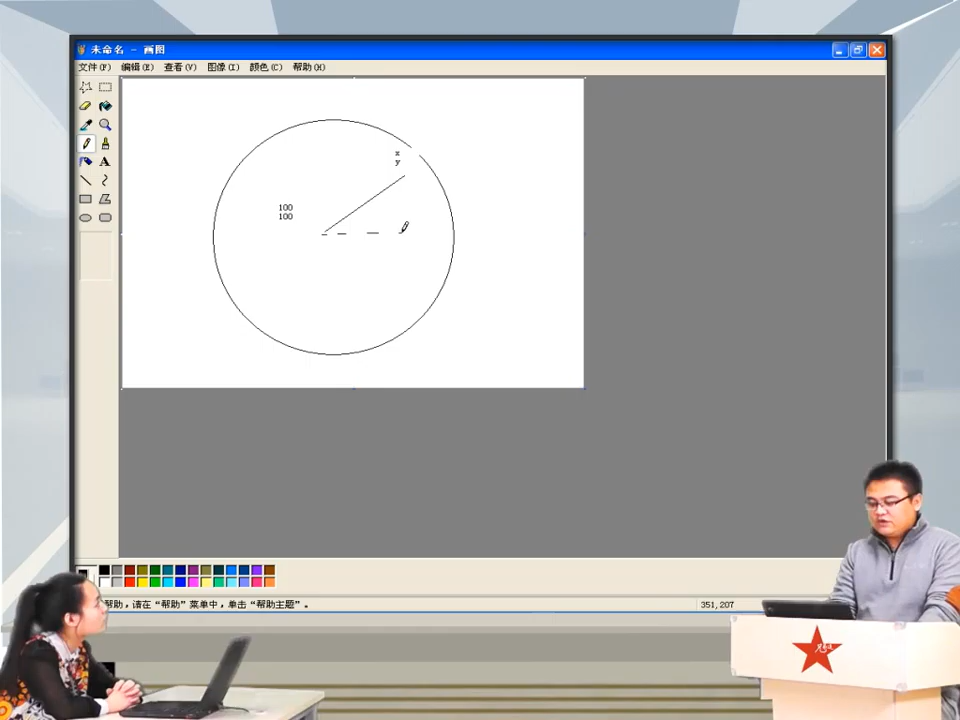 未命名 - 画图
文件(F) 编辑(E) 查看(V) 图像(I) 颜色(C) 帮助(H)
x
y
100
100
帮助,请在“帮助”菜单中,单击“帮助主题”。
351,207